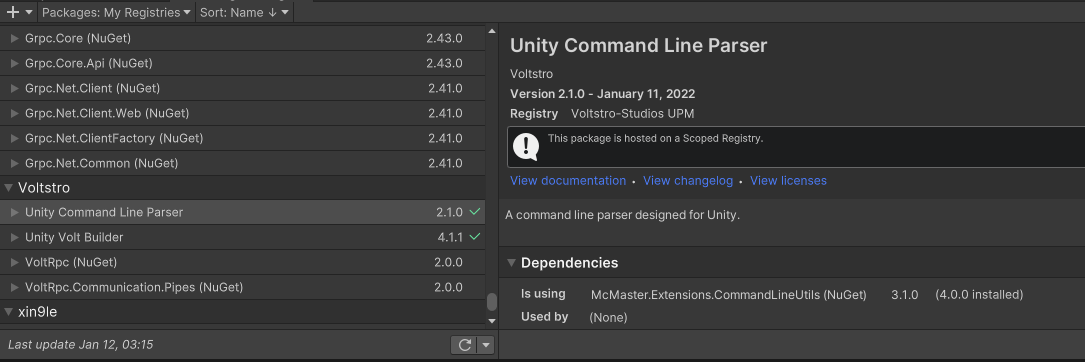 Packages: My Registries Sort: Name ↓
Grpc.Core (NuGet) 2.43.0
Grpc.Core.Api (NuGet) 2.43.0
Grpc.Net.Client (NuGet) 2.41.0
Grpc.Net.Client.Web (NuGet) 2.41.0
Grpc.Net.ClientFactory (NuGet) 2.41.0
Grpc.Net.Common (NuGet) 2.41.0
Voltstro
Unity Command Line Parser 2.1.0
Unity Volt Builder 4.1.1
VoltRpc (NuGet) 2.0.0
VoltRpc.Communication.Pipes (NuGet) 2.0.0
xin9le
Last update Jan 12, 03:15
Unity Command Line Parser
Voltstro
Version 2.1.0 - January 11, 2022
Registry Voltstro-Studios UPM
This package is hosted on a Scoped Registry.
View documentation • View changelog • View licenses
A command line parser designed for Unity.
Dependencies
Is using McMaster.Extensions.CommandLineUtils (NuGet) 3.1.0 (4.0.0 installed)
Used by (None)